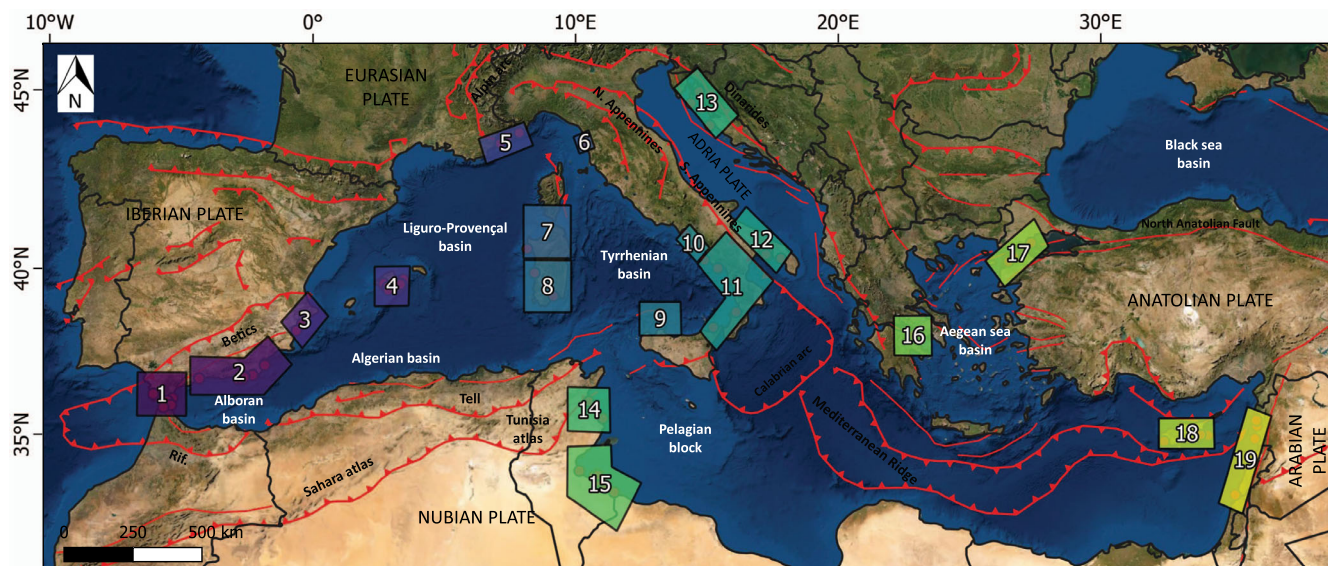 10°W 0° 10°E 20°E 30°E
45°N
40°N
35°N
N
EURASIAN
PLATE
Alpin arc
N. Appennines
Dinarides
ADRIA PLATE
S. Appennines
Black sea
basin
IBERIAN PLATE
Liguro-Provençal
basin
Tyrrhenian
basin
North Anatolian Fault
ANATOLIAN PLATE
Aegean sea
basin
Betics
Algerian basin
Alboran
basin
Calabrian arc
Tell
Tunisia
atlas
Pelagian
block
Mediterranean Ridge
Rif.
Sahara atlas
NUBIAN PLATE
ARABIAN
PLATE
1
2
3
4
5
6
7
8
9
10
11
12
13
14
15
16
17
18
19
0 250 500 km